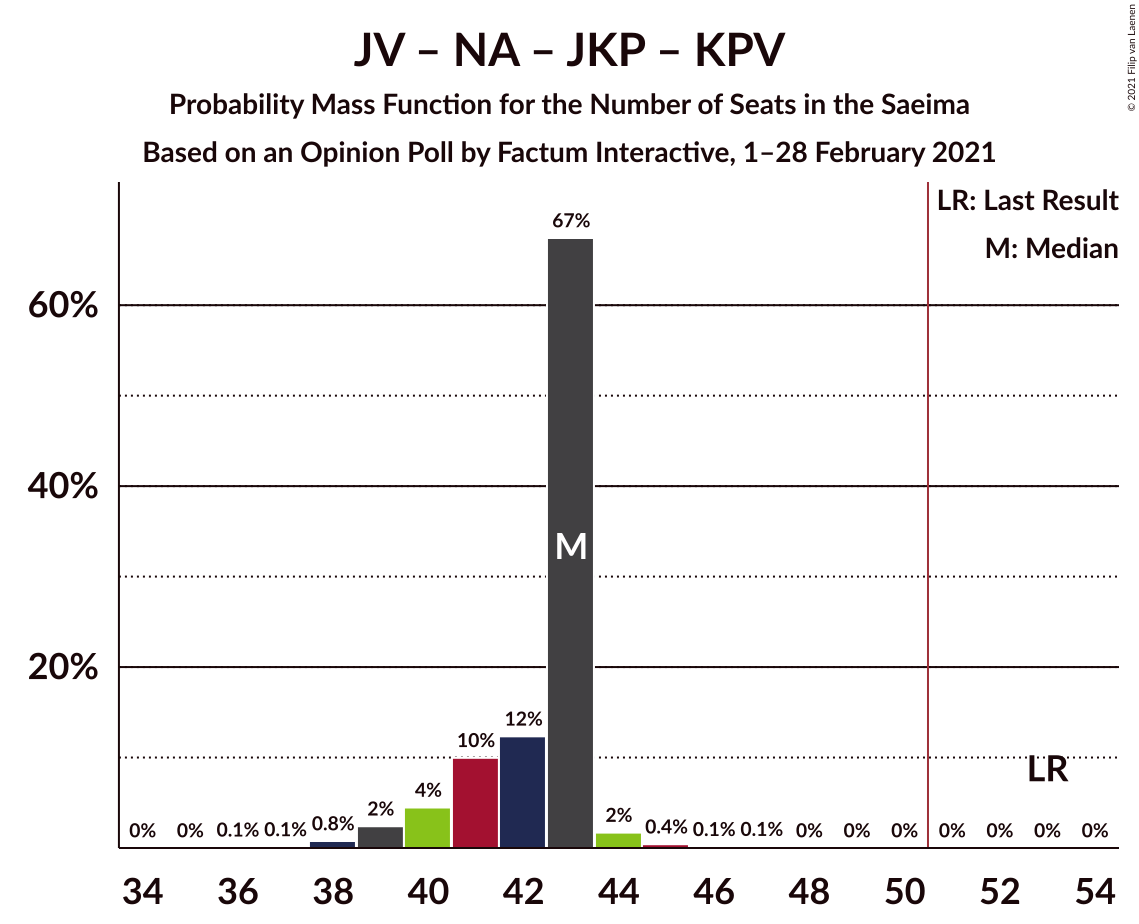 JV – NA – JKP – KPV
Probability Mass Function for the Number of Seats in the Saeima
Based on an Opinion Poll by Factum Interactive, 1–28 February 2021
© 2021 Filip van Laenen
LR: Last Result
M: Median
67%
60%
40%
M
20%
12%
10%
LR
4%
2%
2%
0% 0% 0.1% 0.1% 0.8% 0.4% 0.1% 0.1% 0% 0% 0% 0% 0% 0% 0%
34 36 38 40 42 44 46 48 50 52 54